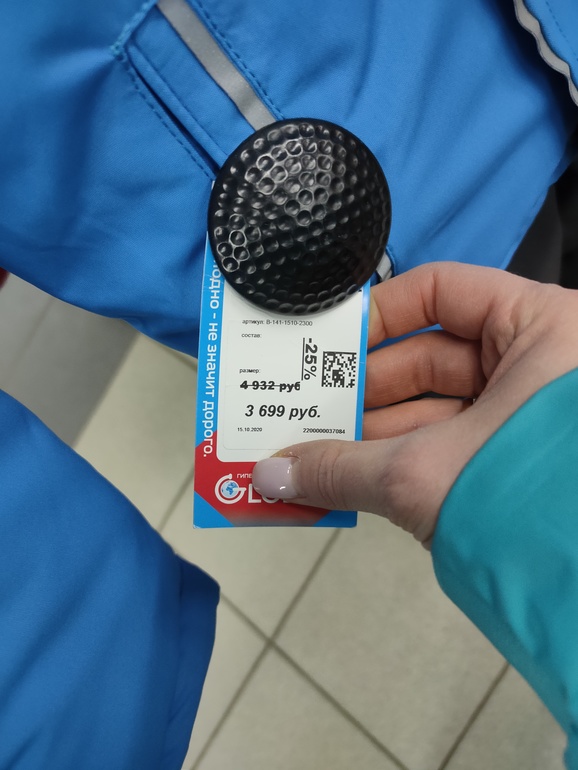 одно - не значит дорого.
артикул: B-141-1510-2300
состав:
-25%
размер:
4 932 руб
3 699 руб.
15.10.2020
2200000037084
ГИПЕ